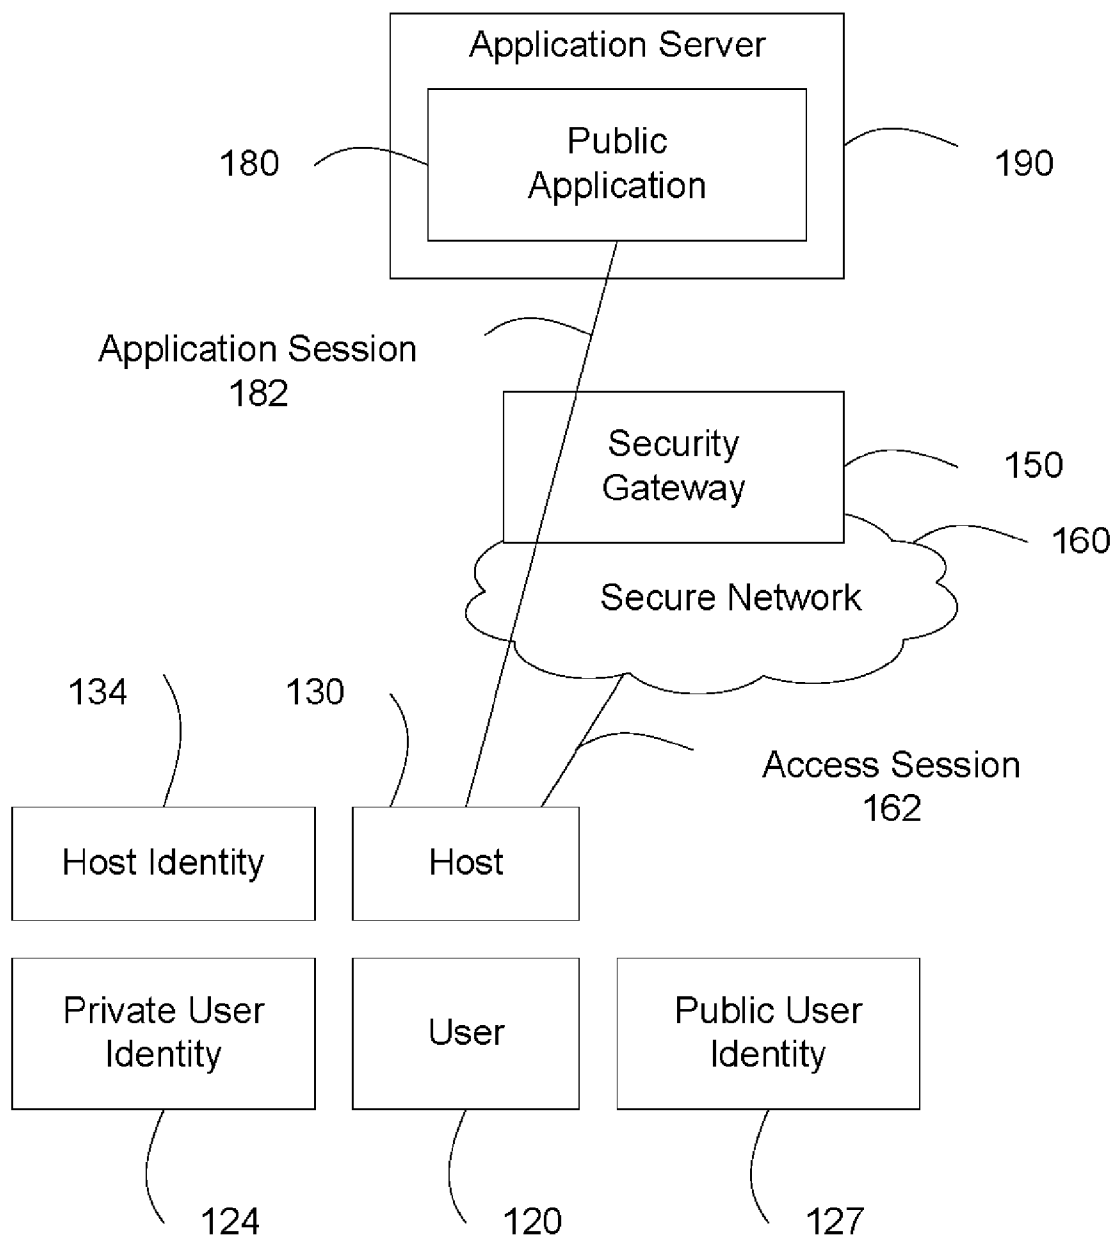 Application Server
Public
Application
180
190
Application Session
182
Security
Gateway
150
160
Secure Network
134
130
Access Session
162
Host Identity
Host
Private User
Identity
User
Public User
Identity
124
120
127